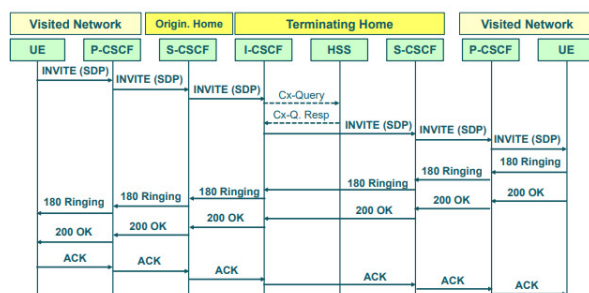 Visited Network Origin. Home Terminating Home Visited Network
UE P-CSCF S-CSCF I-CSCF HSS S-CSCF P-CSCF UE
INVITE (SDP)
INVITE (SDP)
INVITE (SDP)
Cx-Query
Cx-Q. Resp
INVITE (SDP)
INVITE (SDP)
INVITE (SDP)
180 Ringing
180 Ringing
180 Ringing
180 Ringing
180 Ringing
180 Ringing
200 OK
200 OK
200 OK
200 OK
200 OK
200 OK
ACK
ACK
ACK
ACK
ACK
ACK